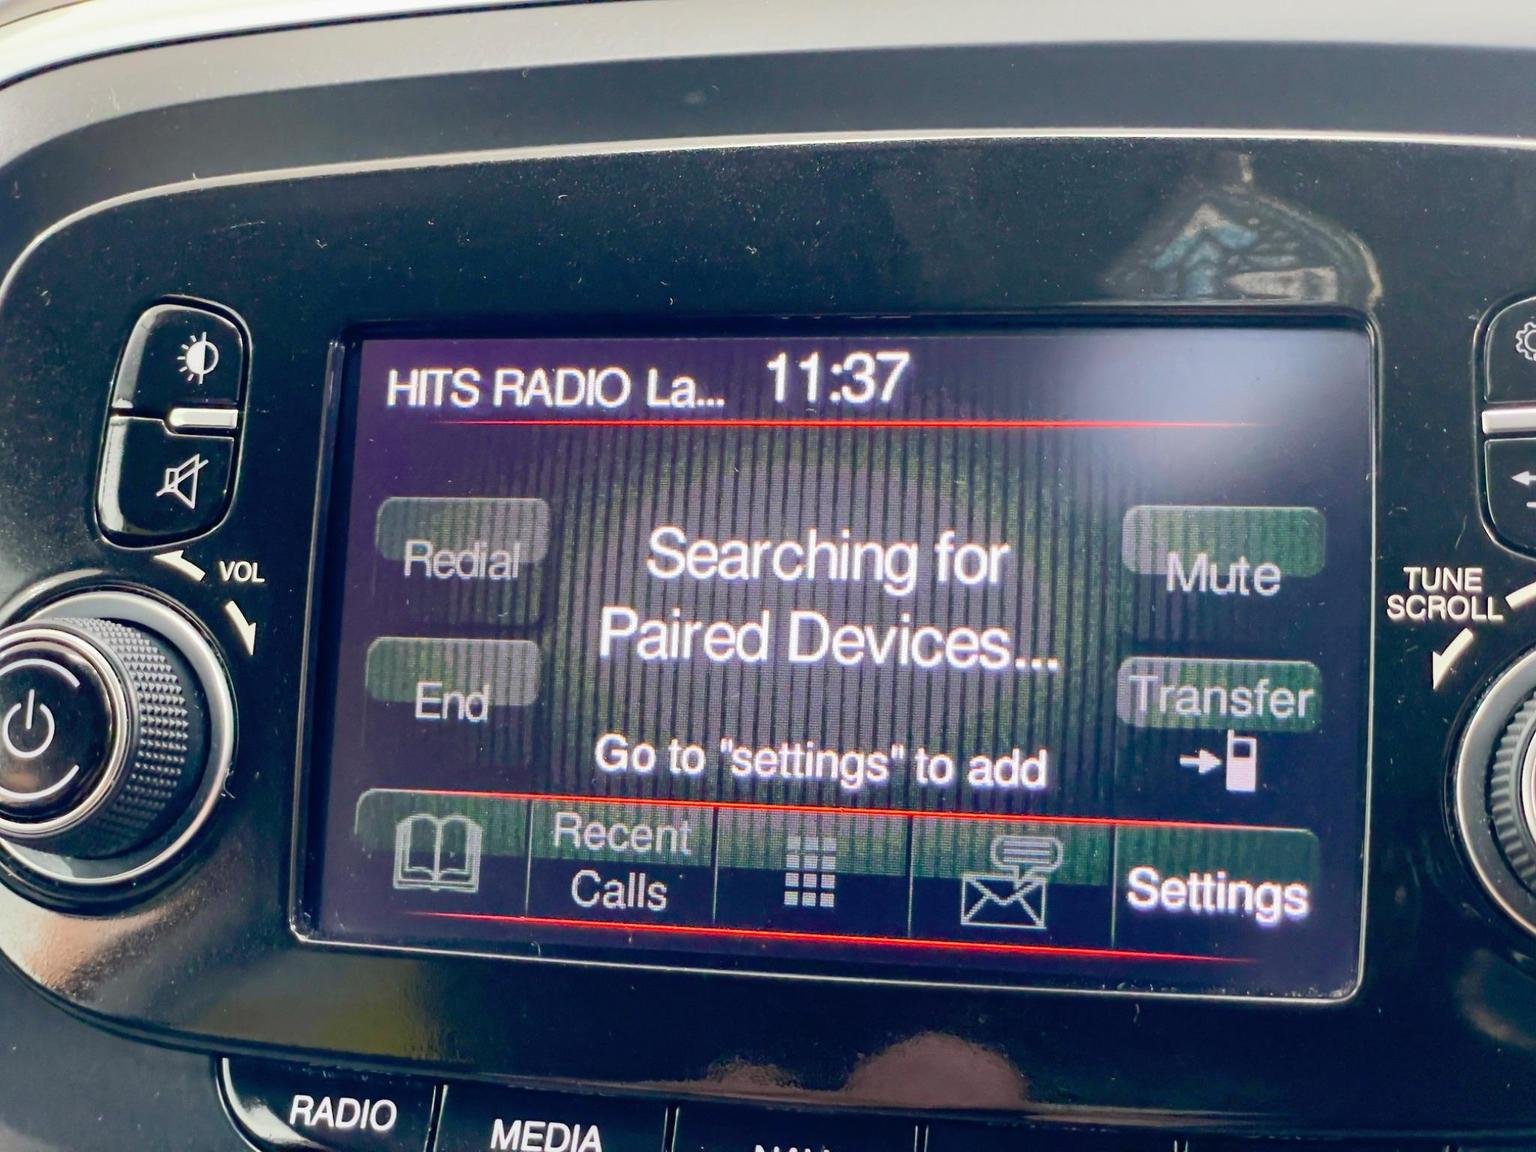 HITS RADIO La... 11:37
VOL
Redial
Searching for
Paired Devices...
Mute
TUNE
SCROLL
End
Transfer
Go to "settings" to add
Recent
Calls
Settings
RADIO
MEDIA